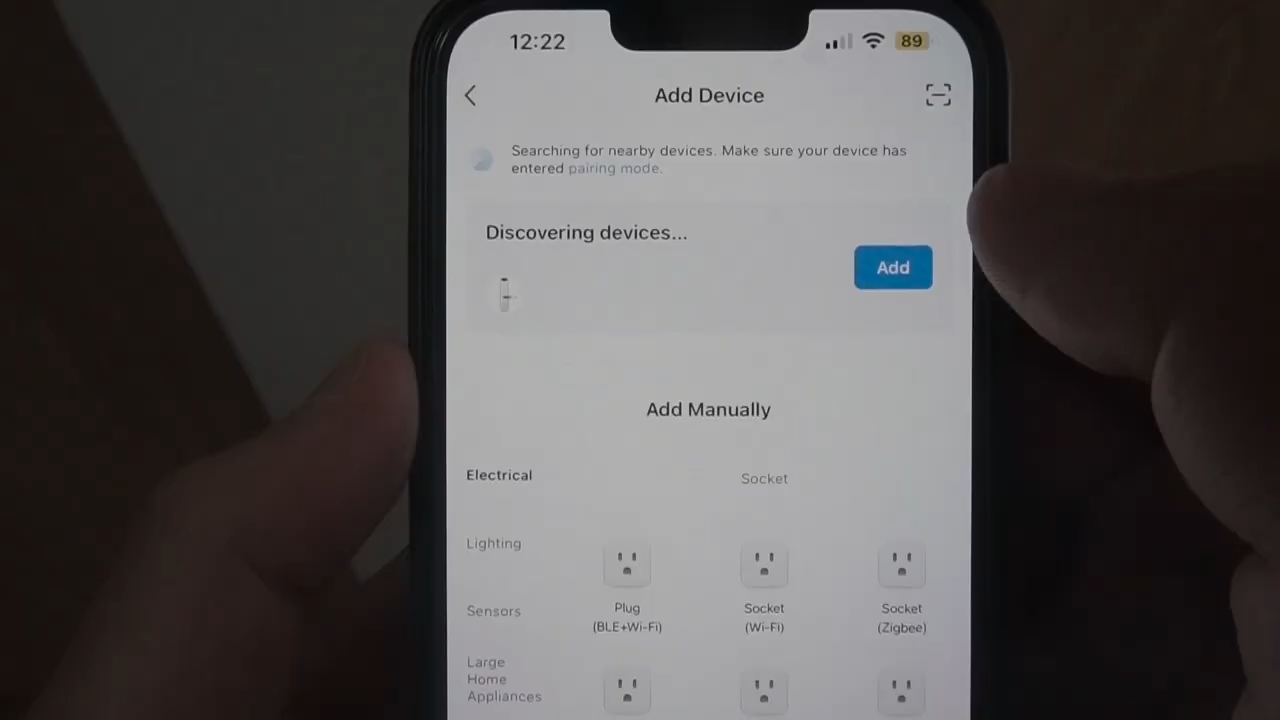 12:22
89
Add Device
Searching for nearby devices. Make sure your device has
entered pairing mode.
Discovering devices...
Add
Add Manually
Electrical
Socket
Lighting
Plug
(BLE+Wi-Fi)
Socket
(Wi-Fi)
Socket
(Zigbee)
Sensors
Large
Home
Appliances